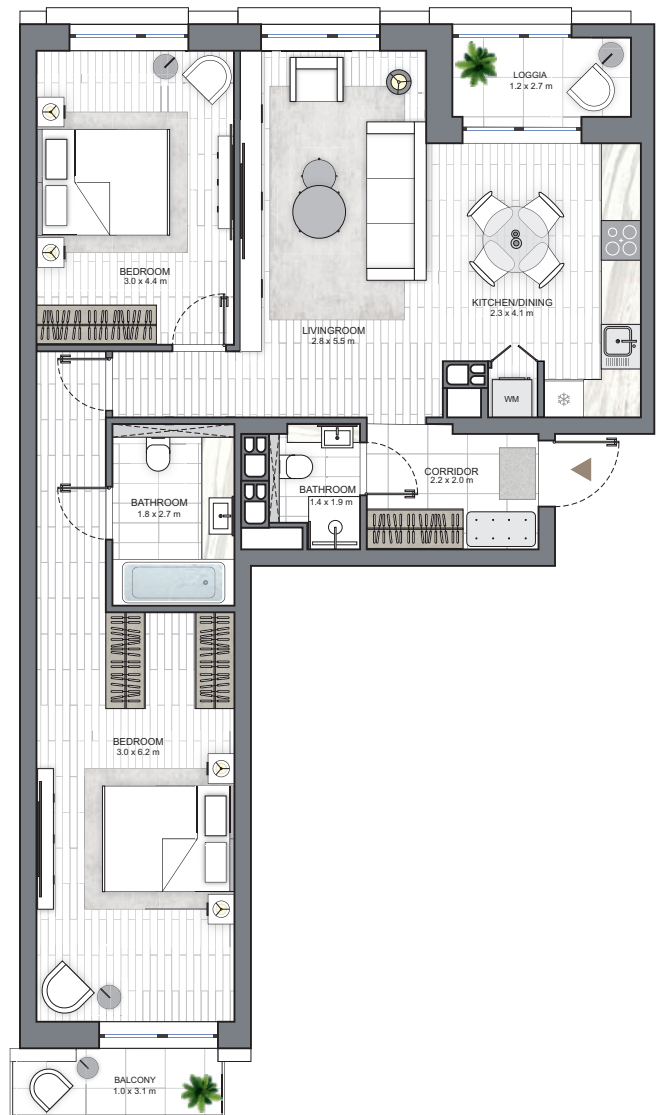 LOGGIA
1.2 x 2.7 m
BEDROOM
3.0 x 4.4 m
KITCHEN/DINING
2.3 x 4.1 m
LIVINGROOM
2.8 x 5.5 m
WM
CORRIDOR
2.2 x 2.0 m
BATHROOM
1.8 x 2.7 m
BATHROOM
1.4 x 1.9 m
BEDROOM
3.0 x 6.2 m
BALCONY
1.0 x 3.1 m